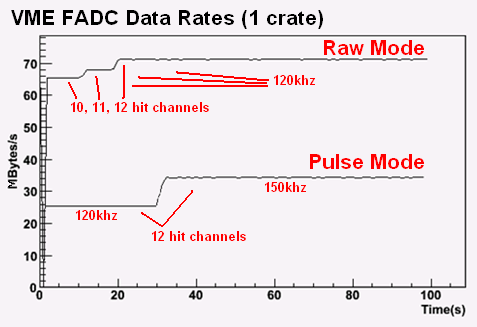 VME FADC Data Rates (1 crate)
Raw Mode
120khz
10, 11, 12 hit channels
Pulse Mode
150khz
120khz
12 hit channels
MBytes/s
70
60
50
40
30
20
10
0
0 20 40 60 80 100
Time(s)